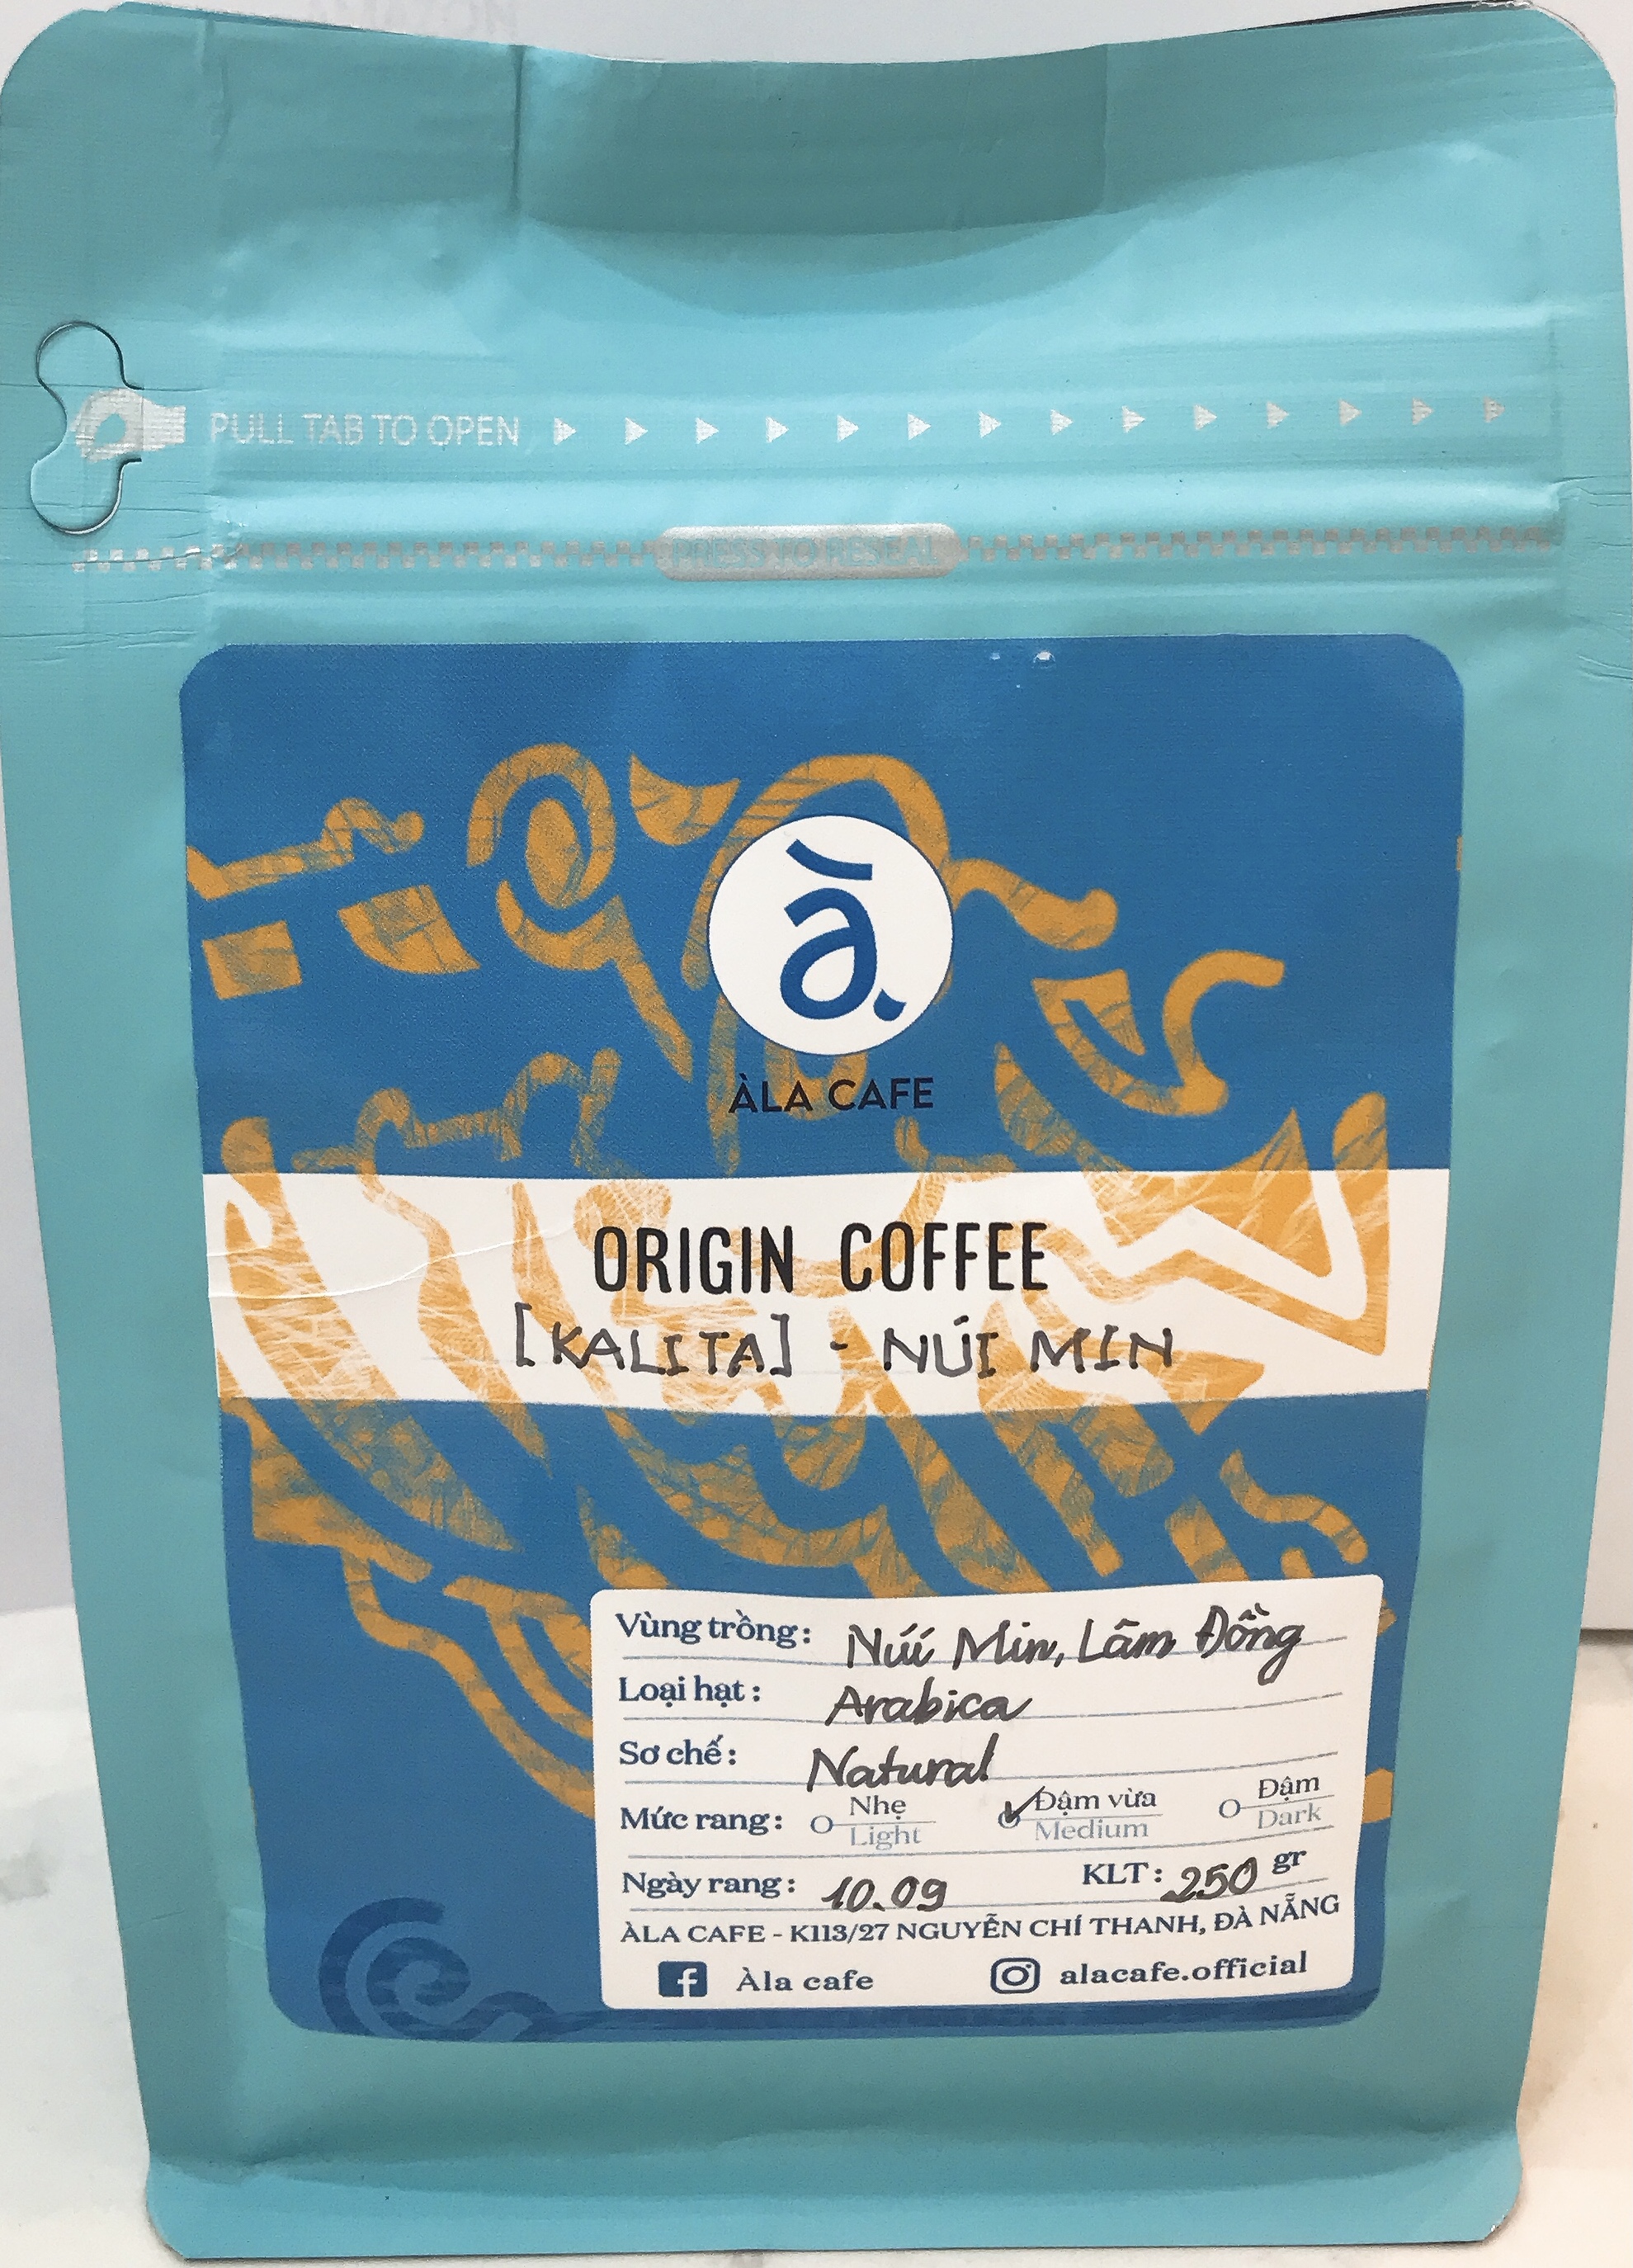 PULL TAB TO OPEN
PRESS TO RESEAL
à
ÀLA CAFE
ORIGIN COFFEE
[KALITA] - NÚI MIN
Vùng trồng: Núi Min, Lâm Đồng
Loại hạt: Arabica
Sơ chế: Natural
Mức rang: Nhẹ Đậm vừa Đậm
Light Medium Dark
Ngày rang: 10.09 KLT: 250 gr
ÀLA CAFE - K113/27 NGUYỄN CHÍ THANH, ĐÀ NẴNG
Àla cafe alacafe.official